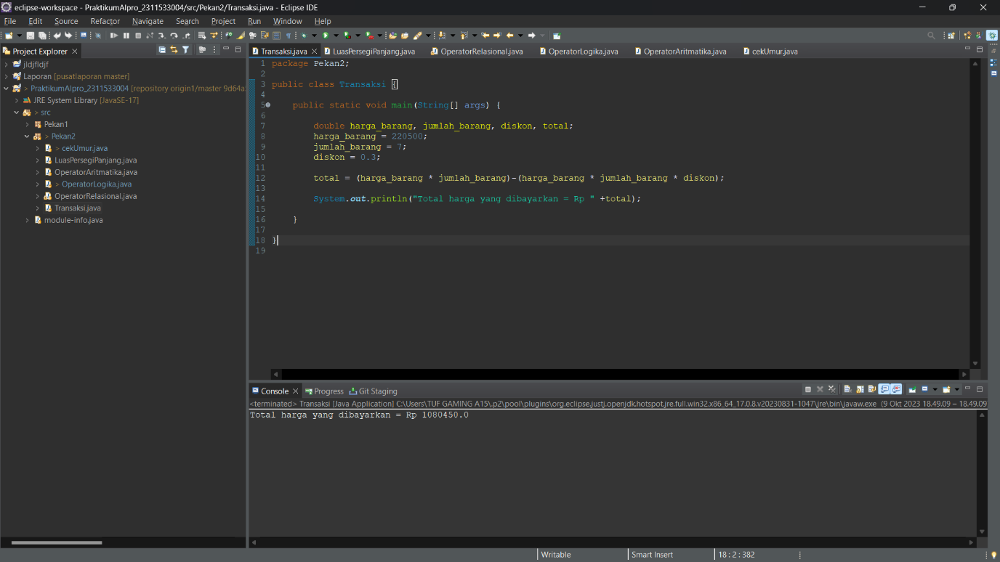 eclipse-workspace - PraktikumAlpro_2311533004/src/Pekan2/Transaksi.java - Eclipse IDE
File Edit Source Refactor Navigate Search Project Run Window Help
Project Explorer
jldjfldjf
Laporan [pusatlaporan master]
> PraktikumAlpro_2311533004 [repository origin1/master 9d64a
JRE System Library [JavaSE-17]
> src
Pekan1
> Pekan2
> cekUmur.java
LuasPersegiPanjang.java
OperatorAritmatika.java
> OperatorLogika.java
OperatorRelasional.java
Transaksi.java
module-info.java
Transaksi.java LuasPersegiPanjang.java OperatorRelasional.java OperatorLogika.java OperatorAritmatika.java cekUmur.java
1 package Pekan2;
2
3 public class Transaksi {
4
5 public static void main(String[] args) {
6
7 double harga_barang, jumlah_barang, diskon, total;
8 harga_barang = 220500;
9 jumlah_barang = 7;
10 diskon = 0.3;
11
12 total = (harga_barang * jumlah_barang)-(harga_barang * jumlah_barang * diskon);
13
14 System.out.println("Total harga yang dibayarkan = Rp " +total);
15
16 }
17
18 }
19
Console Progress Git Staging
<terminated> Transaksi [Java Application] C:\Users\TUF GAMING A15\.p2\pool\plugins\org.eclipse.justj.openjdk.hotspot.jre.full.win32.x86_64_17.0.8.v20230831-1047\jre\bin\javaw.exe (9 Okt 2023 18.49.09 – 18.49.09
Total harga yang dibayarkan = Rp 1080450.0
Writable Smart Insert 18 : 2 : 382